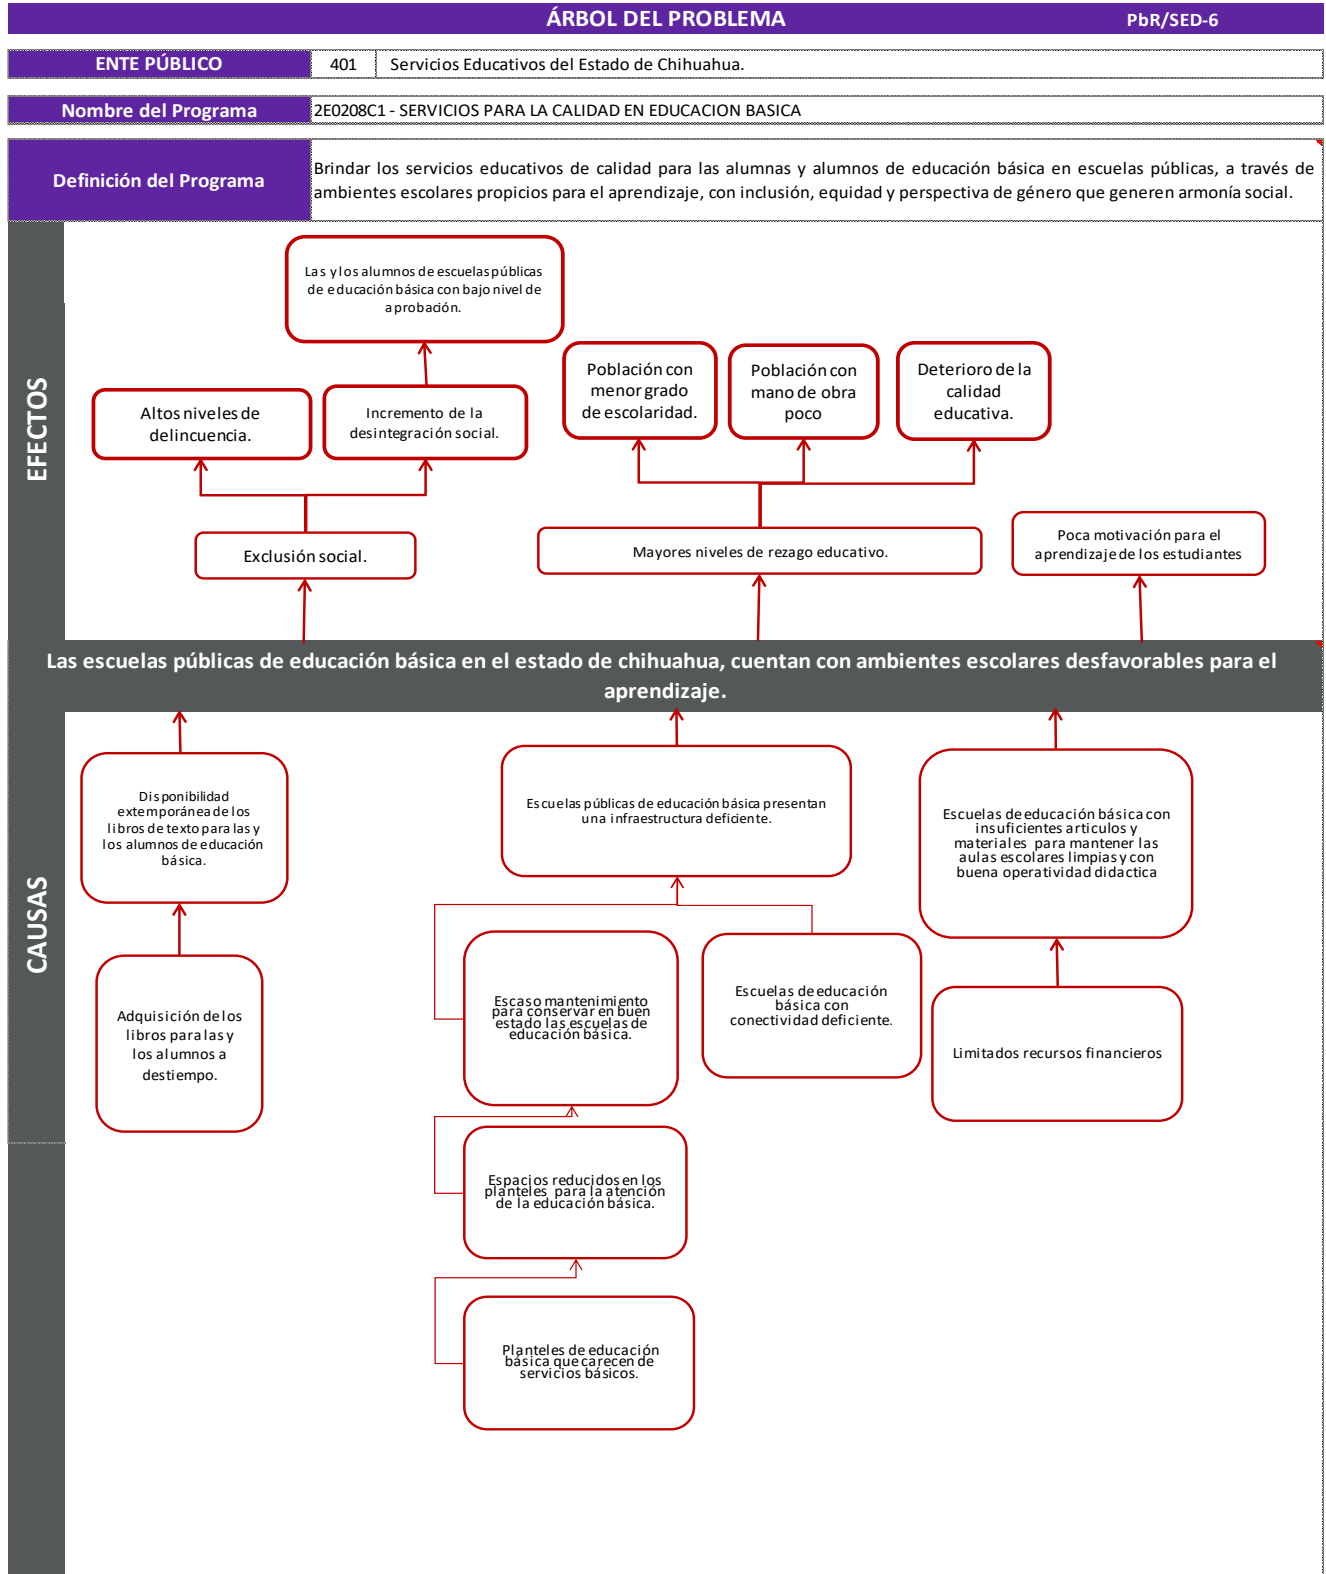 ÁRBOL DEL PROBLEMA
PbR/SED-6
ENTE PÚBLICO
401
Servicios Educativos del Estado de Chihuahua.
Nombre del Programa
2E0208C1 - SERVICIOS PARA LA CALIDAD EN EDUCACION BASICA
Definición del Programa
Brindar los servicios educativos de calidad para las alumnas y alumnos de educación básica en escuelas públicas, a través de
ambientes escolares propicios para el aprendizaje, con inclusión, equidad y perspectiva de género que generen armonía social.
EFECTOS
Las y los alumnos de escuelas públicas
de educación básica con bajo nivel de
aprobación.
Altos niveles de
delincuencia.
Incremento de la
desintegración social.
Población con
menor grado
de escolaridad.
Población con
mano de obra
poco
Deterioro de la
calidad
educativa.
Exclusión social.
Mayores niveles de rezago educativo.
Poca motivación para el
aprendizaje de los estudiantes
Las escuelas públicas de educación básica en el estado de chihuahua, cuentan con ambientes escolares desfavorables para el
aprendizaje.
CAUSAS
Disponibilidad
extemporánea de los
libros de texto para las y
los alumnos de educación
básica.
Escuelas públicas de educación básica presentan
una infraestructura deficiente.
Escuelas de educación básica con
insuficientes articulos y
materiales para mantener las
aulas escolares limpias y con
buena operatividad didactica
Adquisición de los
libros para las y
los alumnos a
destiempo.
Escaso mantenimiento
para conservar en buen
estado las escuelas de
educación básica.
Escuelas de educación
básica con
conectividad deficiente.
Limitados recursos financieros
Espacios reducidos en los
planteles para la atención
de la educación básica.
Planteles de educación
básica que carecen de
servicios básicos.